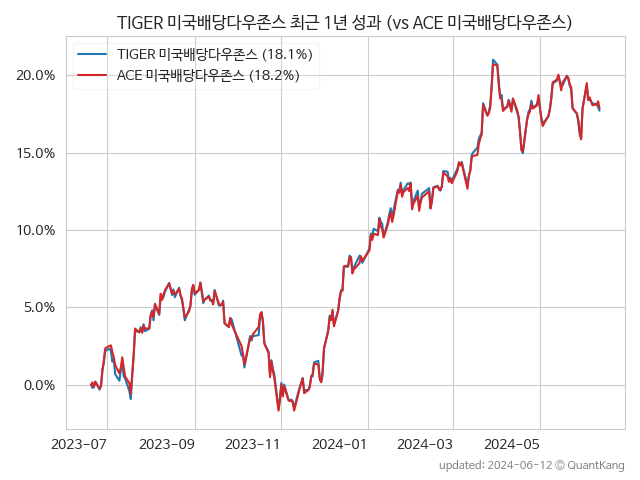 TIGER 미국배당다우존스 최근 1년 성과 (vs ACE 미국배당다우존스)
TIGER 미국배당다우존스 (18.1%)
ACE 미국배당다우존스 (18.2%)
20.0%
15.0%
10.0%
5.0%
0.0%
2023-07 2023-09 2023-11 2024-01 2024-03 2024-05
updated: 2024-06-12 © QuantKang